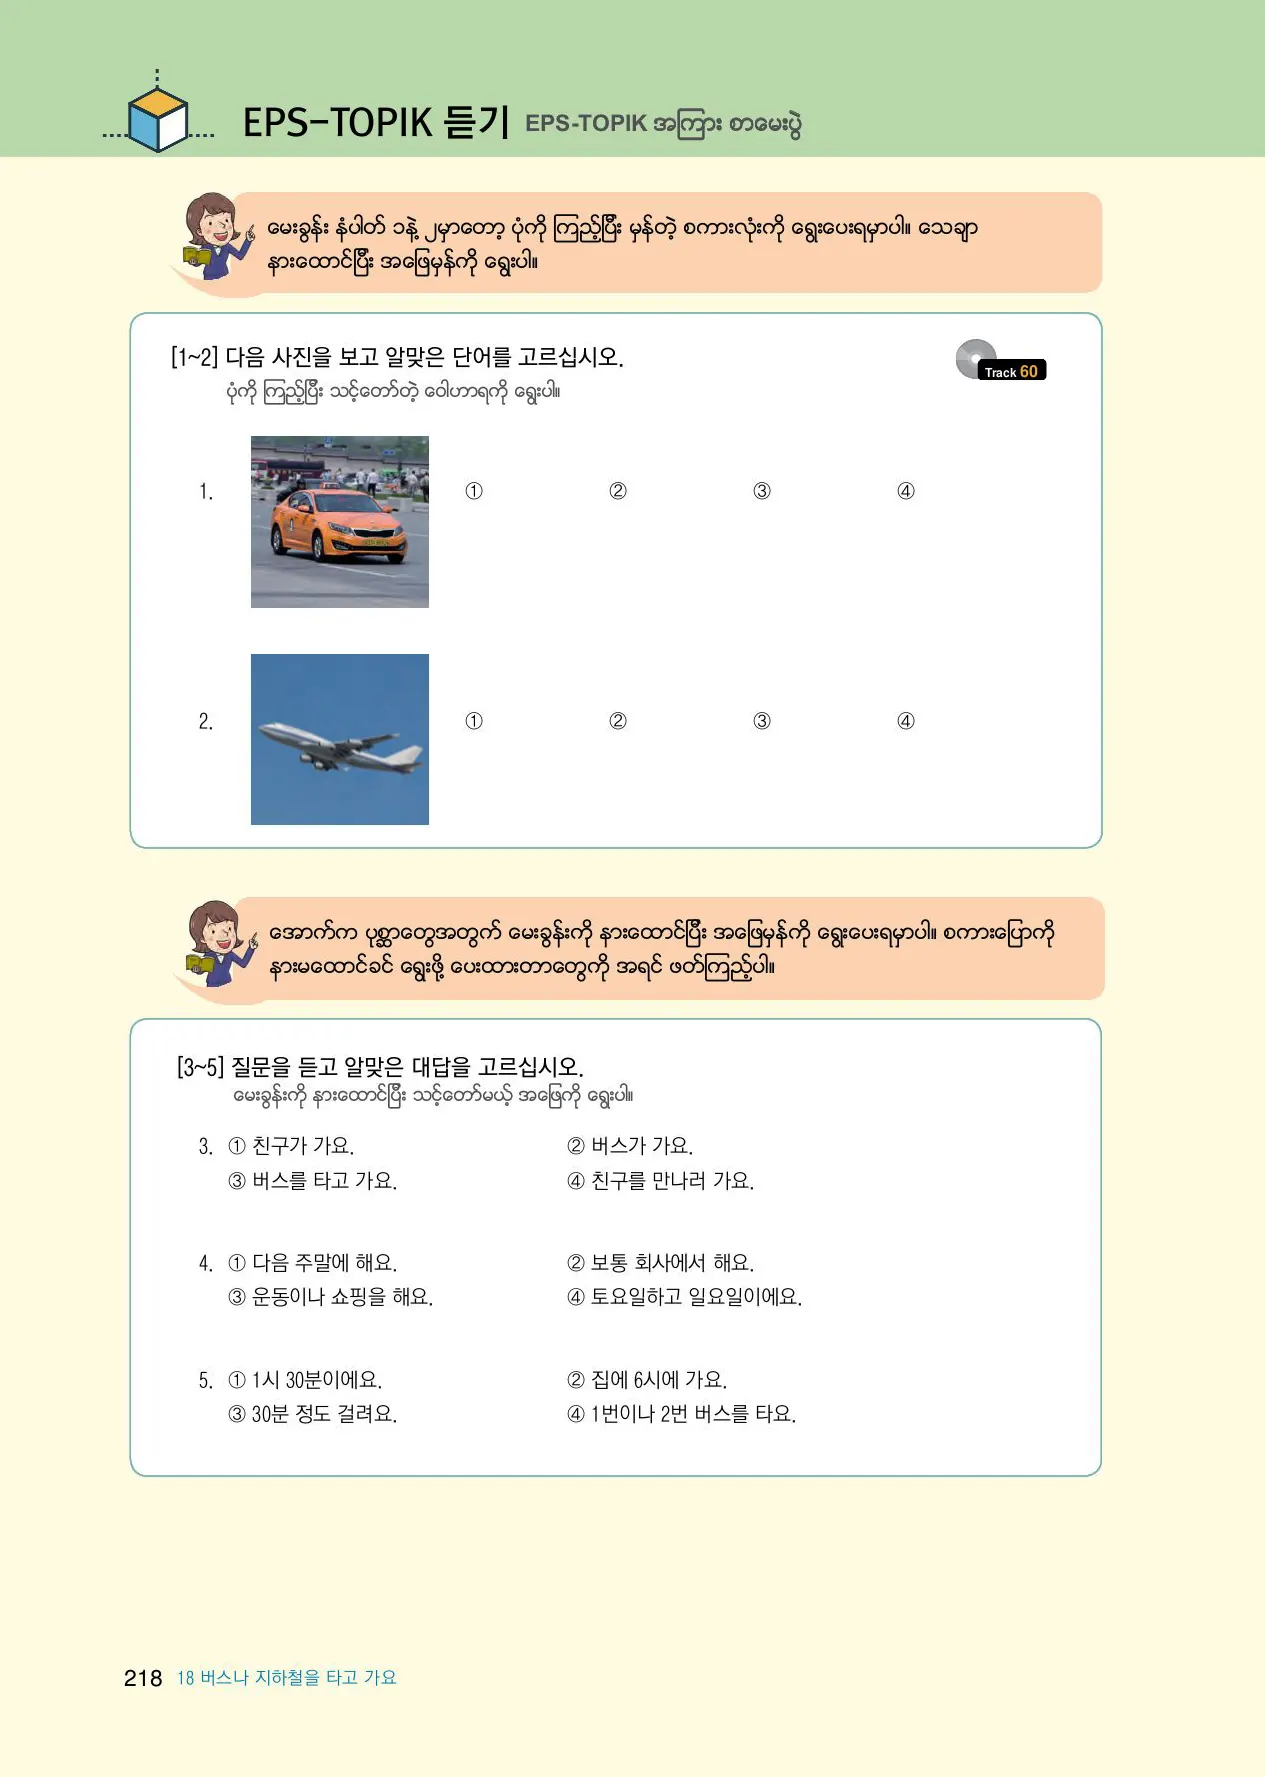 EPS-TOPIK 듣기 EPS-TOPIK အကြား စာမေးပွဲ
မေးခွန်း နံပါတ် ၁နဲ့ ၂မှာတော့ ပုံကို ကြည့်ပြီး မှန်တဲ့ စကားလုံးကို ရွေးပေးရမှာပါ။ သေချာ
နားထောင်ပြီး အဖြေမှန်ကို ရွေးပါ။
[1~2] 다음 사진을 보고 알맞은 단어를 고르십시오.
Track 60
ပုံကို ကြည့်ပြီး သင့်တော်တဲ့ ဝေါဟာရကို ရွေးပါ။
1. ① ② ③ ④
2. ① ② ③ ④
အောက်က ပုစ္ဆာတွေအတွက် မေးခွန်းကို နားထောင်ပြီး အဖြေမှန်ကို ရွေးပေးရမှာပါ။ စကားပြောကို
နားမထောင်ခင် ရွေးဖို့ ပေးထားတာတွေကို အရင် ဖတ်ကြည့်ပါ။
[3~5] 질문을 듣고 알맞은 대답을 고르십시오.
မေးခွန်းကို နားထောင်ပြီး သင့်တော်မယ့် အဖြေကို ရွေးပါ။
3. ① 친구가 가요. ② 버스가 가요.
③ 버스를 타고 가요. ④ 친구를 만나러 가요.
4. ① 다음 주말에 해요. ② 보통 회사에서 해요.
③ 운동이나 쇼핑을 해요. ④ 토요일하고 일요일이에요.
5. ① 1시 30분이에요. ② 집에 6시에 가요.
③ 30분 정도 걸려요. ④ 1번이나 2번 버스를 타요.
218 18 버스나 지하철을 타고 가요